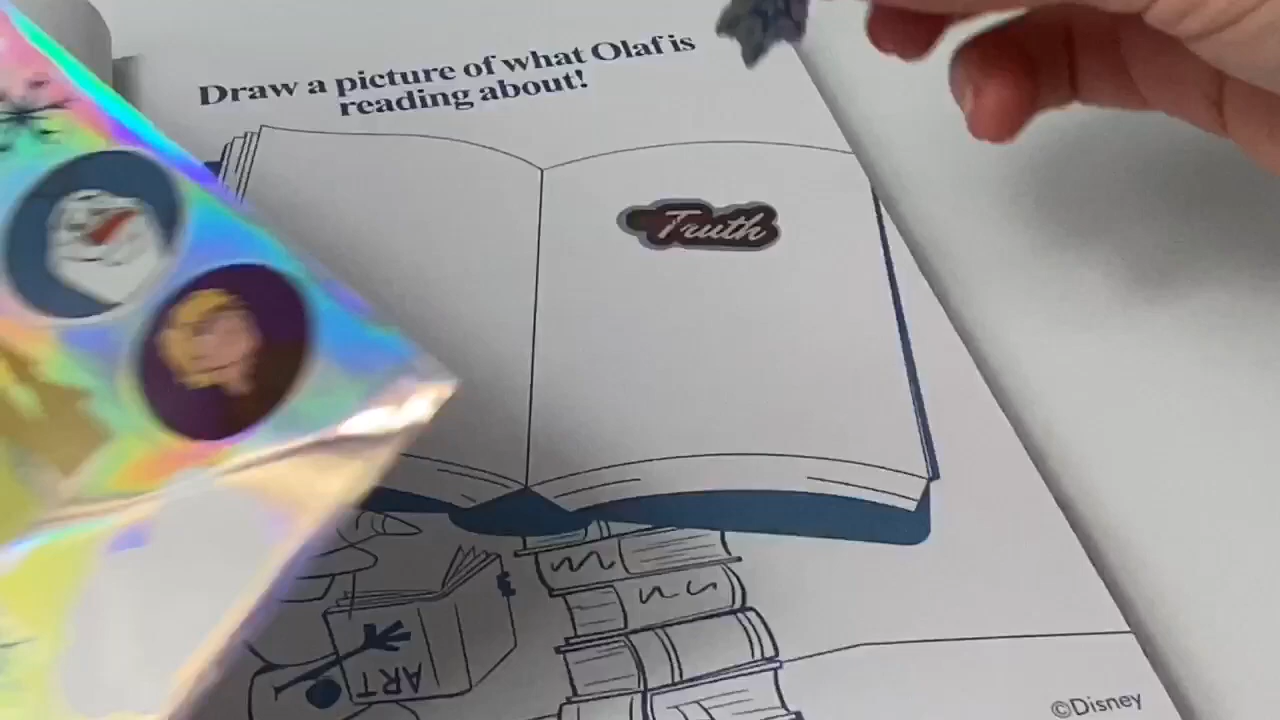 Draw a picture of what Olaf is
reading about!
Truth
ART
©Disney